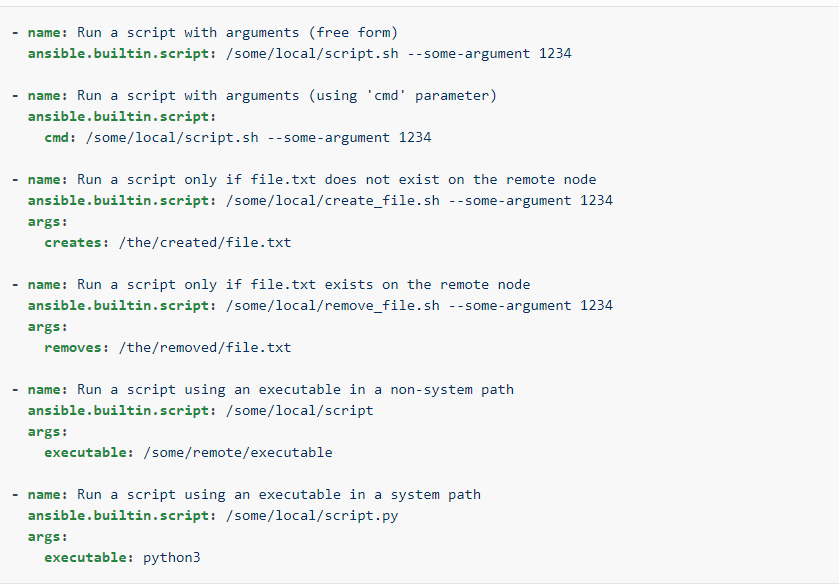 - name: Run a script with arguments (free form)
  ansible.builtin.script: /some/local/script.sh --some-argument 1234

- name: Run a script with arguments (using 'cmd' parameter)
  ansible.builtin.script:
    cmd: /some/local/script.sh --some-argument 1234

- name: Run a script only if file.txt does not exist on the remote node
  ansible.builtin.script: /some/local/create_file.sh --some-argument 1234
  args:
    creates: /the/created/file.txt

- name: Run a script only if file.txt exists on the remote node
  ansible.builtin.script: /some/local/remove_file.sh --some-argument 1234
  args:
    removes: /the/removed/file.txt

- name: Run a script using an executable in a non-system path
  ansible.builtin.script: /some/local/script
  args:
    executable: /some/remote/executable

- name: Run a script using an executable in a system path
  ansible.builtin.script: /some/local/script.py
  args:
    executable: python3